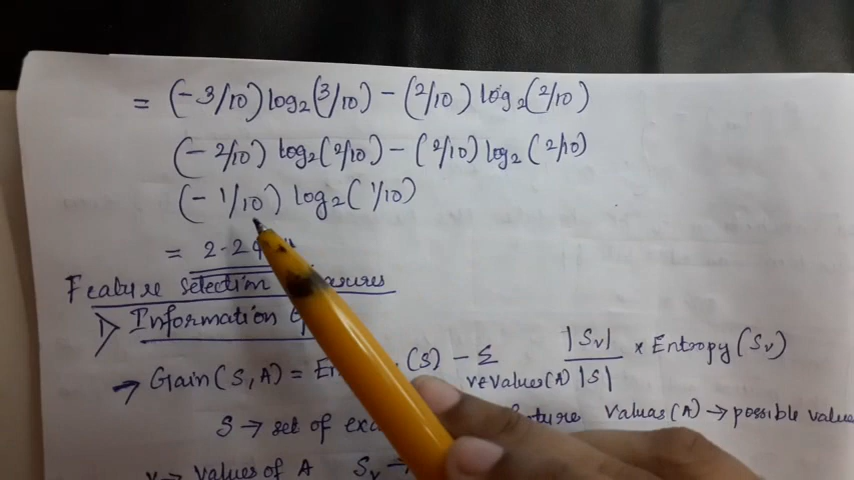 = (-3/10) log₂(3/10) - (2/10) log₂(2/10)
(-2/10) log₂(2/10) - (2/10) log₂(2/10)
(-1/10) log₂(1/10)
= 2-2
Feature Selection
1) Information
→ Gain(S, A) = (S) - Σ v∈values(A) |Sv|/|S| × Entropy(Sv)
S → set of values(A) → possible value
v → values of A Sv →